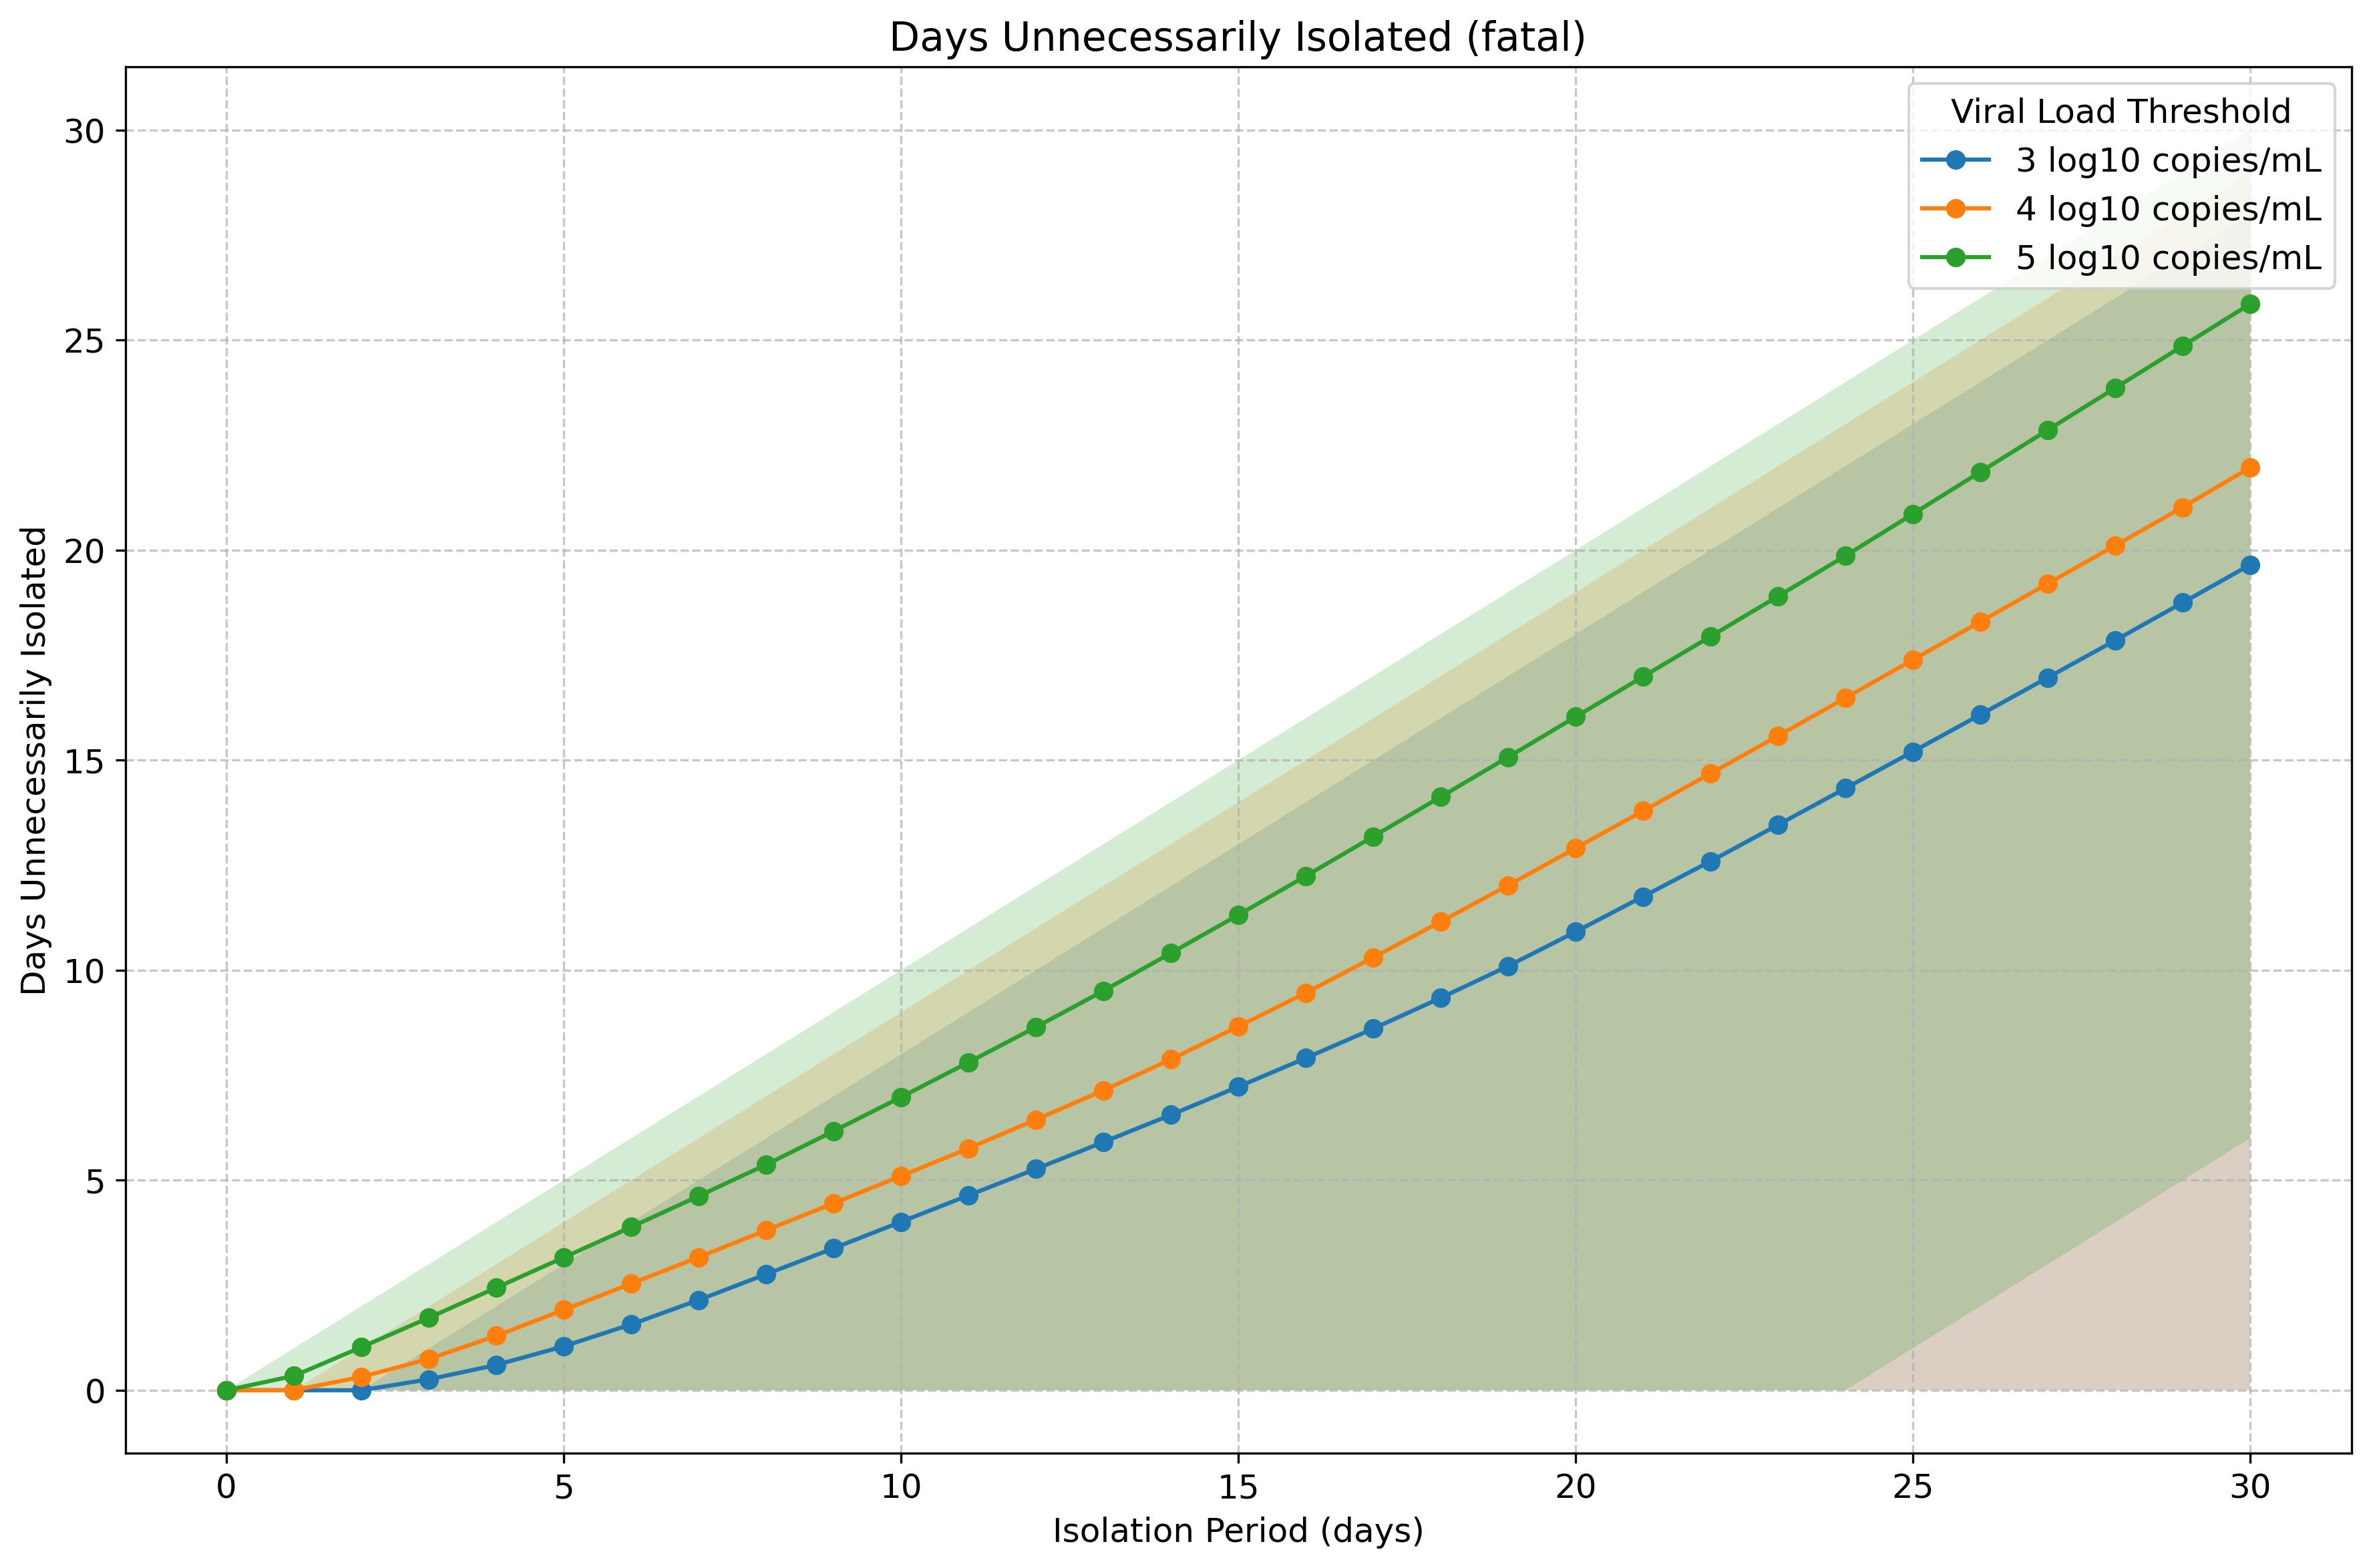 Days Unnecessarily Isolated (fatal)
Viral Load Threshold
3 log10 copies/mL
4 log10 copies/mL
5 log10 copies/mL
Days Unnecessarily Isolated
30
25
20
15
10
5
0
0 5 10 15 20 25 30
Isolation Period (days)